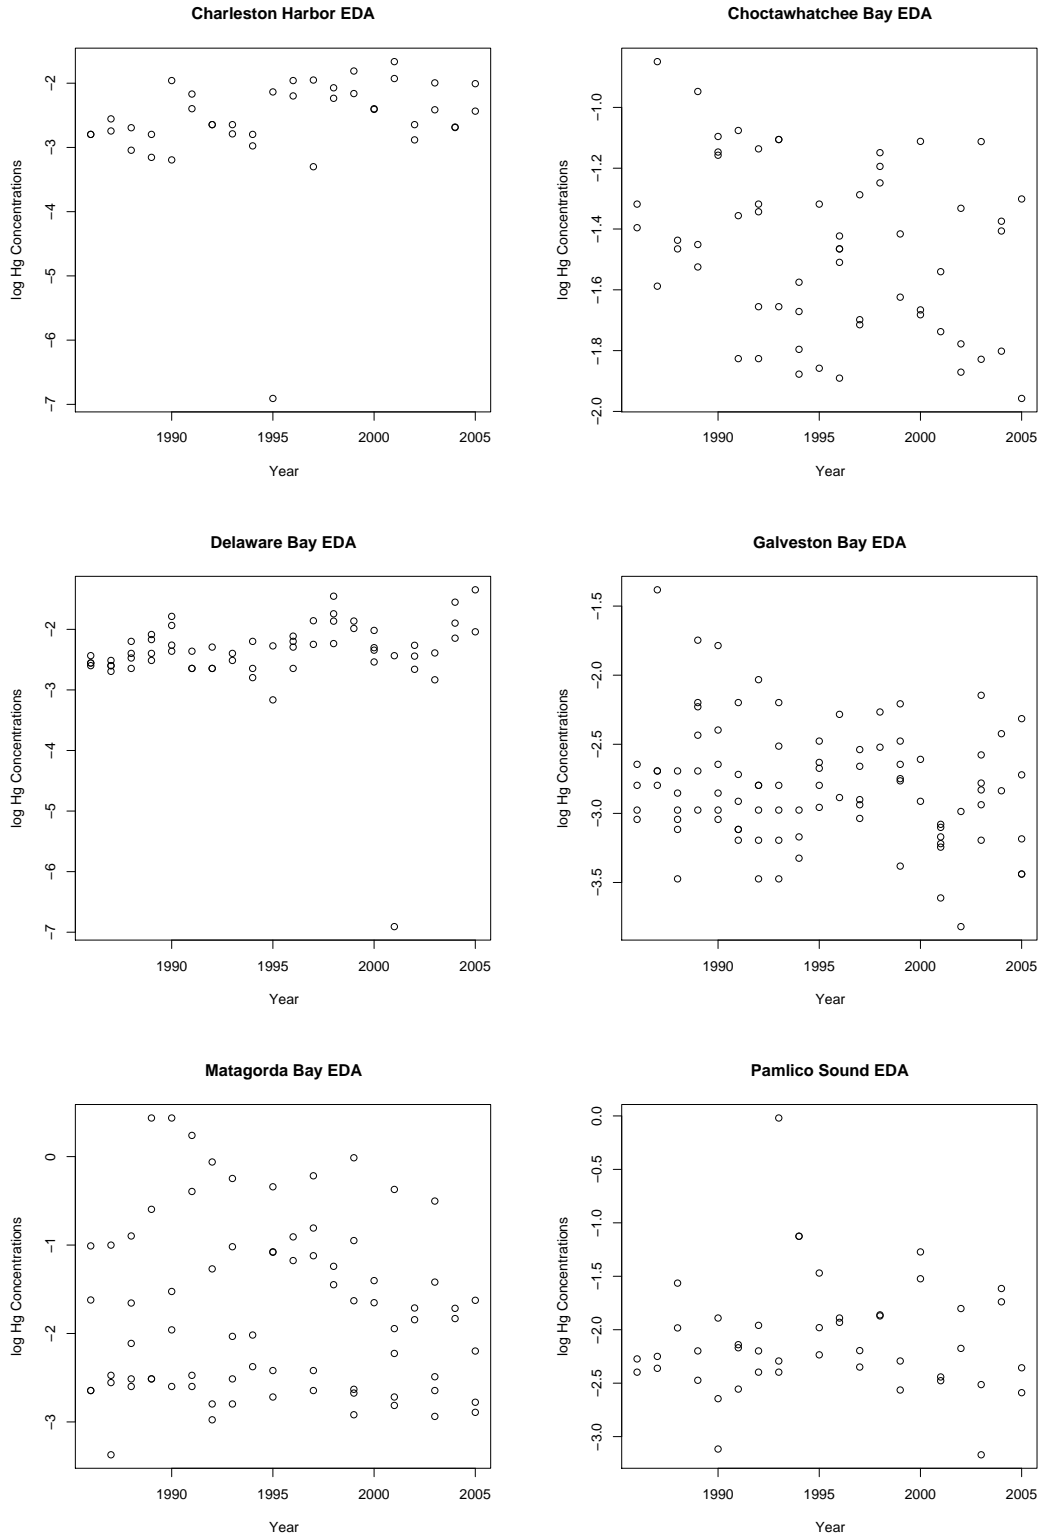 Charleston Harbor EDA
log Hg Concentrations
−2
−3
−4
−5
−6
−7
1990 1995 2000 2005
Year
Choctawhatchee Bay EDA
log Hg Concentrations
−1.0
−1.2
−1.4
−1.6
−1.8
−2.0
1990 1995 2000 2005
Year
Delaware Bay EDA
log Hg Concentrations
−2
−3
−4
−5
−6
−7
1990 1995 2000 2005
Year
Galveston Bay EDA
log Hg Concentrations
−1.5
−2.0
−2.5
−3.0
−3.5
1990 1995 2000 2005
Year
Matagorda Bay EDA
log Hg Concentrations
0
−1
−2
−3
1990 1995 2000 2005
Year
Pamlico Sound EDA
log Hg Concentrations
0.0
−0.5
−1.0
−1.5
−2.0
−2.5
−3.0
1990 1995 2000 2005
Year